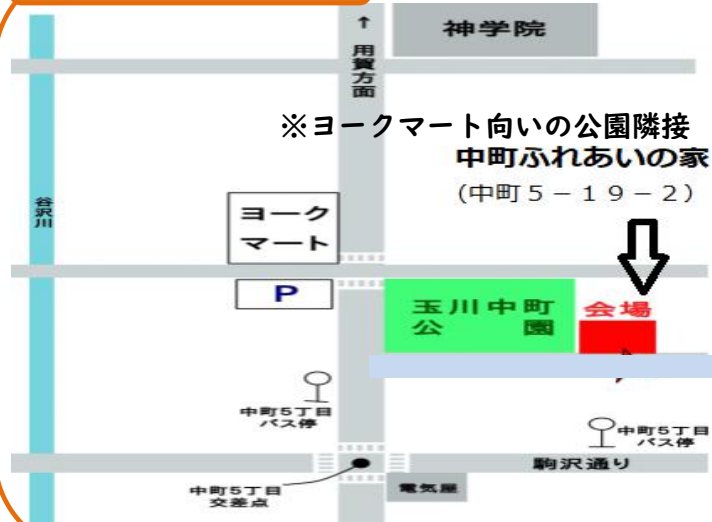 神学院
↑
用賀方面
※ヨークマート向いの公園隣接
中町ふれあいの家
(中町5-19-2)
谷沢川
ヨーク
マート
P
玉川中町
公園
会場
中町5丁目
バス停
中町5丁目
バス停
駒沢通り
中町5丁目
交差点
電気屋